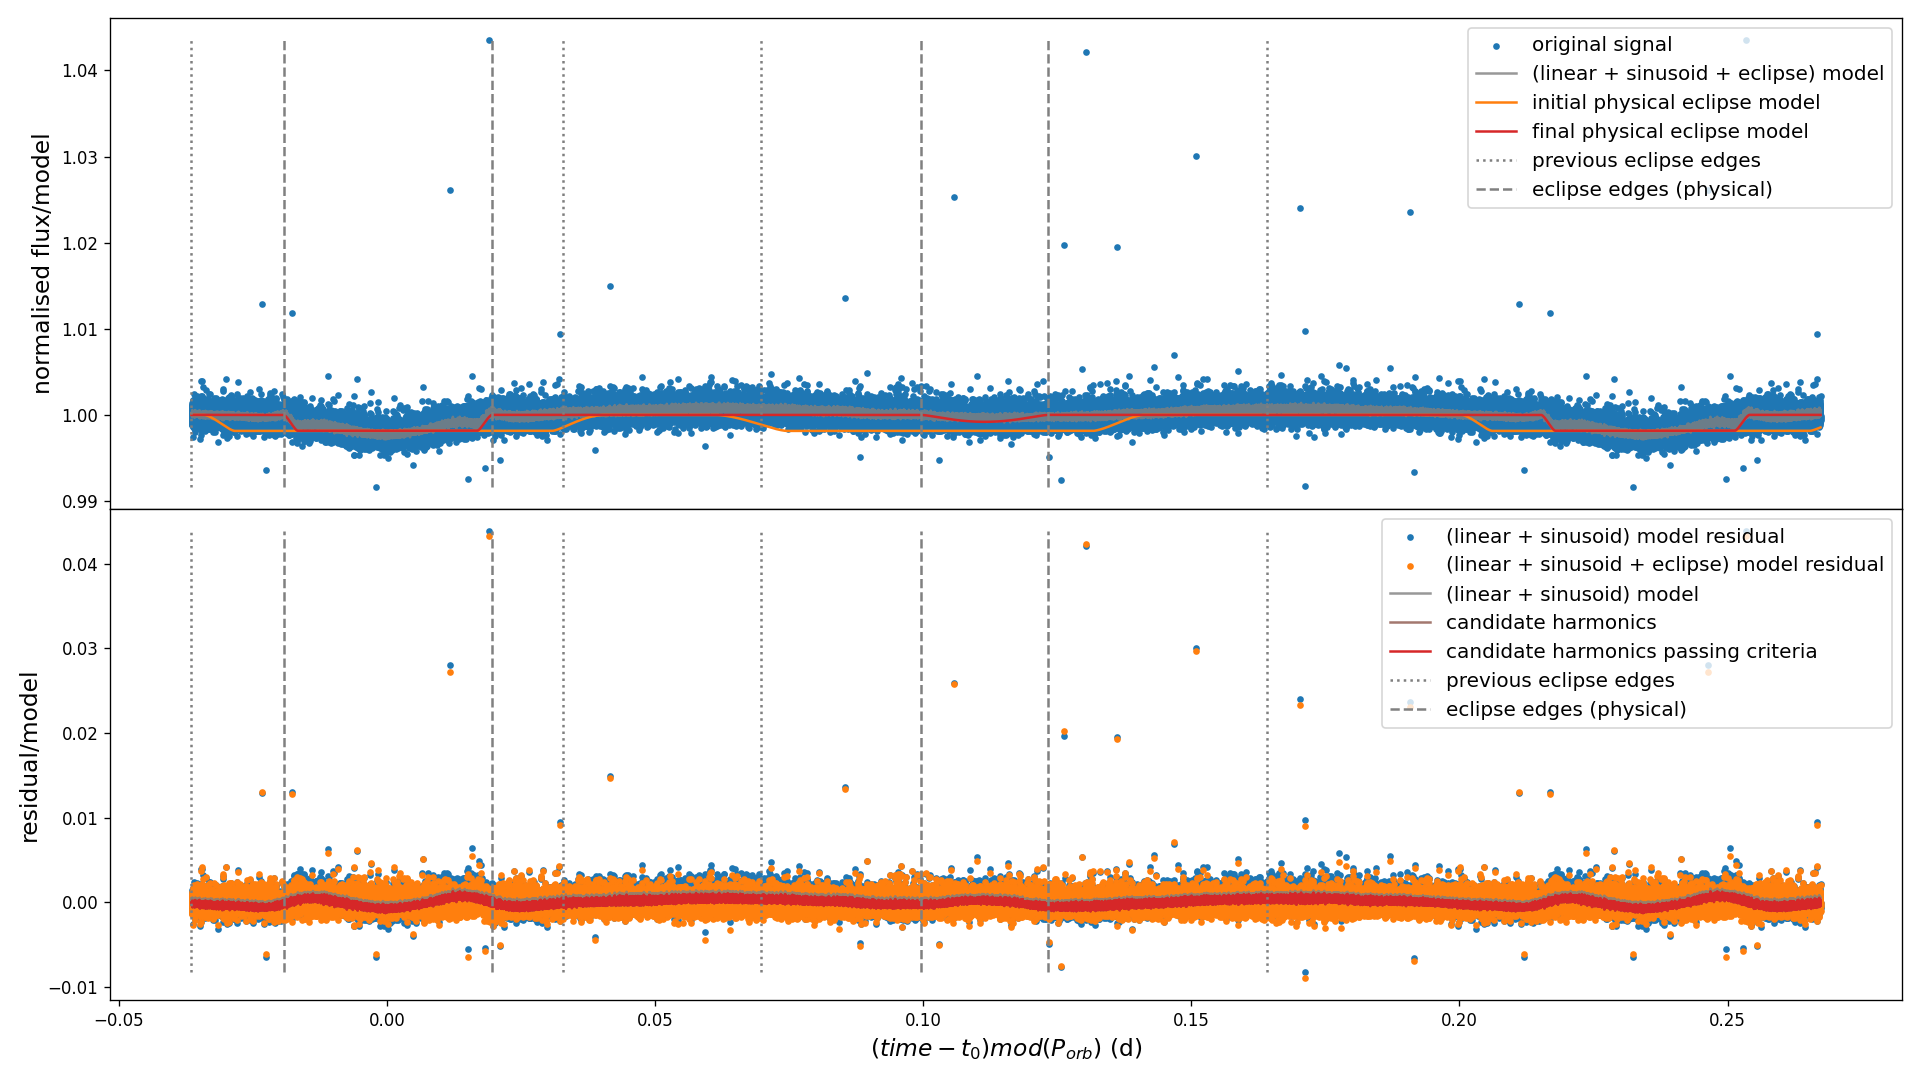 normalised flux/model
1.04
1.03
1.02
1.01
1.00
0.99
original signal
(linear + sinusoid + eclipse) model
initial physical eclipse model
final physical eclipse model
previous eclipse edges
eclipse edges (physical)
residual/model
0.04
0.03
0.02
0.01
0.00
−0.01
(linear + sinusoid) model residual
(linear + sinusoid + eclipse) model residual
(linear + sinusoid) model
candidate harmonics
candidate harmonics passing criteria
previous eclipse edges
eclipse edges (physical)
−0.05 0.00 0.05 0.10 0.15 0.20 0.25
(time − t0)mod(Porb) (d)